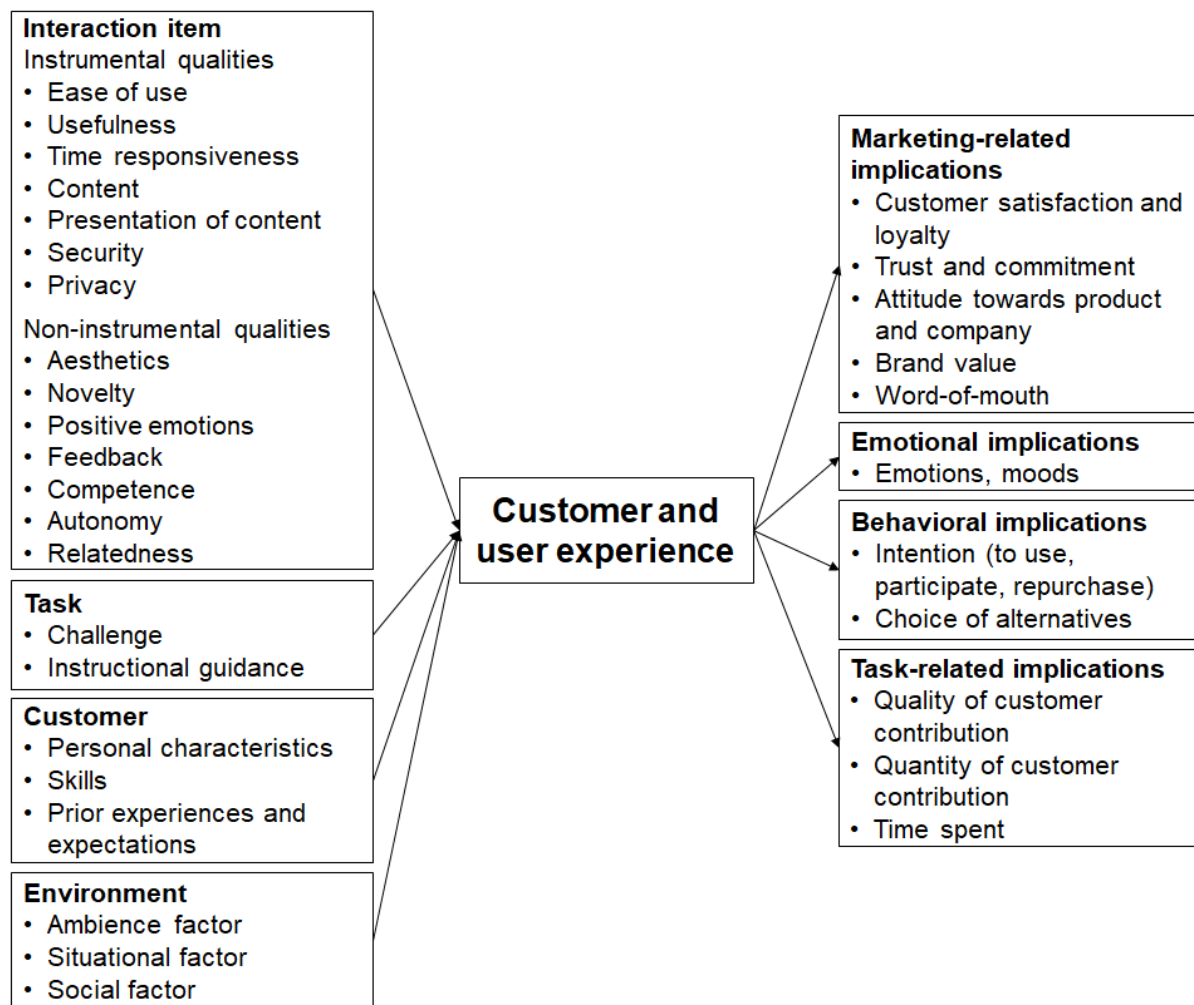 Interaction item
Instrumental qualities
• Ease of use
• Usefulness
• Time responsiveness
• Content
• Presentation of content
• Security
• Privacy
Non-instrumental qualities
• Aesthetics
• Novelty
• Positive emotions
• Feedback
• Competence
• Autonomy
• Relatedness
Task
• Challenge
• Instructional guidance
Customer
• Personal characteristics
• Skills
• Prior experiences and
expectations
Environment
• Ambience factor
• Situational factor
• Social factor
Customer and
user experience
Marketing-related
implications
• Customer satisfaction and
loyalty
• Trust and commitment
• Attitude towards product
and company
• Brand value
• Word-of-mouth
Emotional implications
• Emotions, moods
Behavioral implications
• Intention (to use,
participate, repurchase)
• Choice of alternatives
Task-related implications
• Quality of customer
contribution
• Quantity of customer
contribution
• Time spent